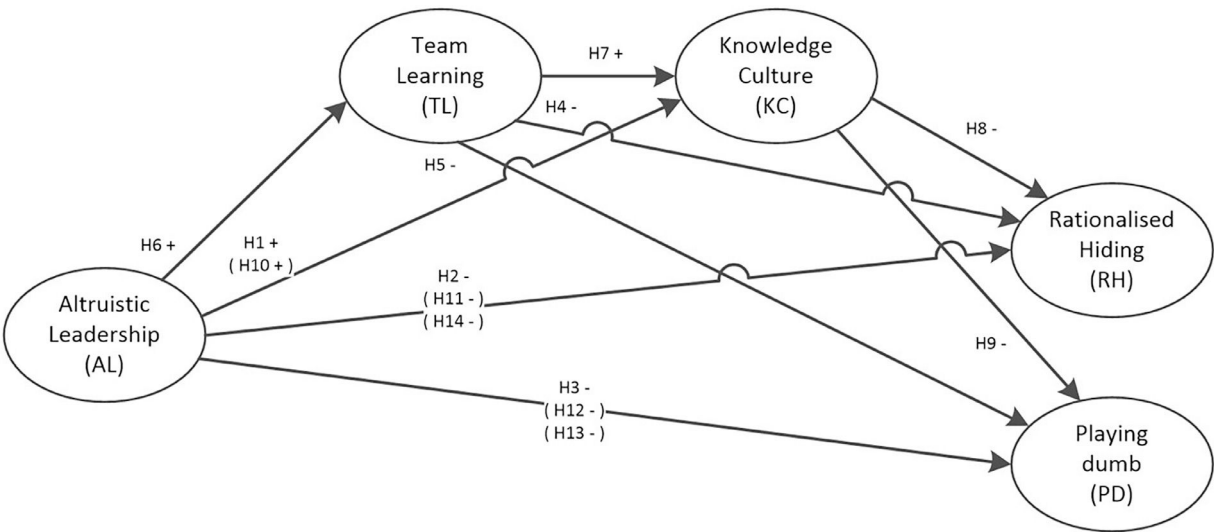 Team
Learning
(TL)
H7 +
Knowledge
Culture
(KC)
H4 -
H8 -
H5 -
Rationalised
Hiding
(RH)
H6 +
H1 +
( H10 + )
H2 -
( H11 - )
( H14 - )
Altruistic
Leadership
(AL)
H9 -
H3 -
( H12 - )
( H13 - )
Playing
dumb
(PD)